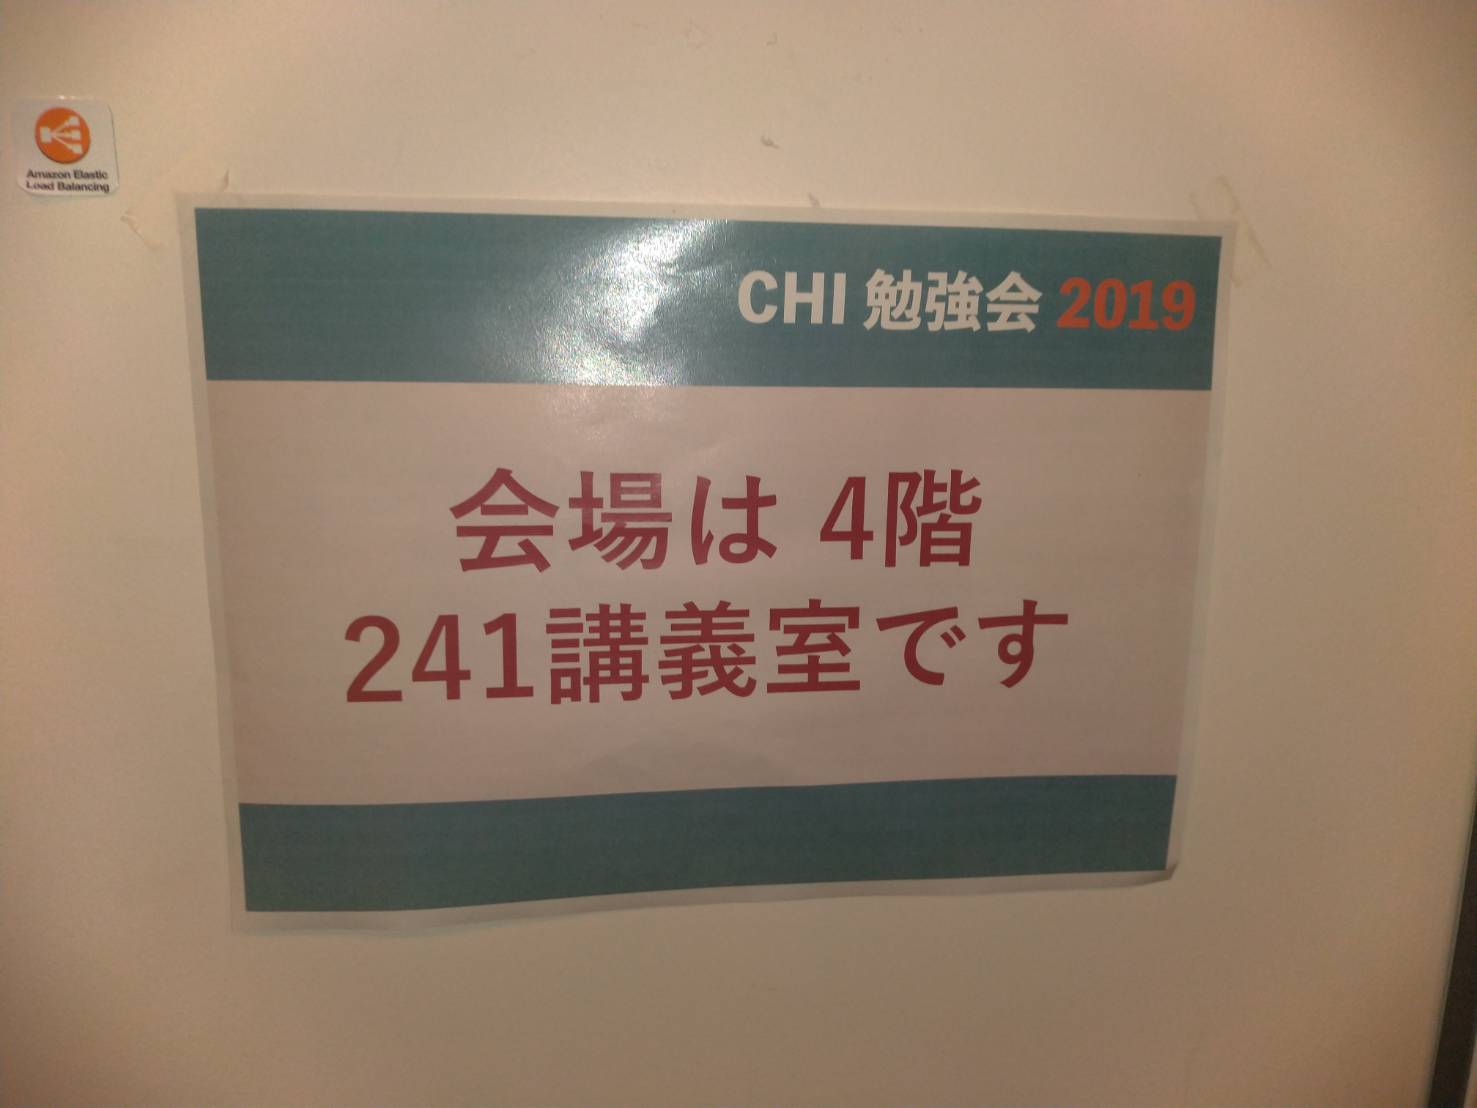 Amazon Elastic
Load Balancing
CHI 勉強会 2019
会場は 4階
241講義室です